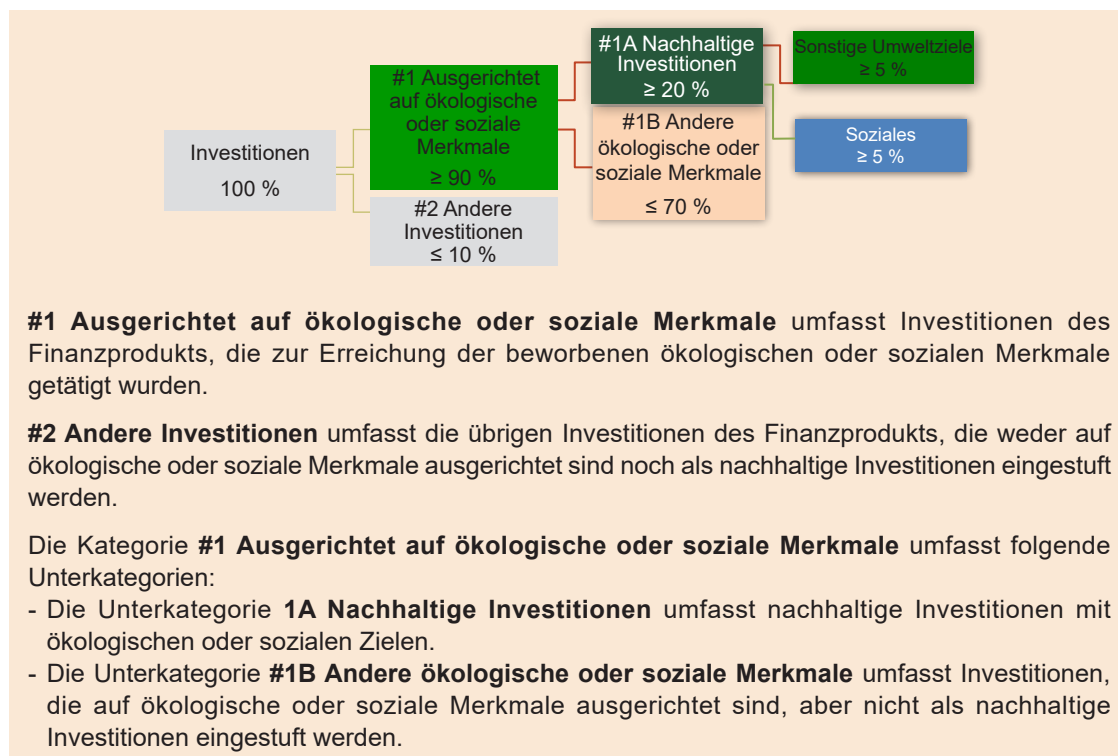 Investitionen
100 %
#1 Ausgerichtet
auf ökologische
oder soziale
Merkmale
≥ 90 %
#2 Andere
Investitionen
≤ 10 %
#1A Nachhaltige
Investitionen
≥ 20 %
#1B Andere
ökologische oder
soziale Merkmale
≤ 70 %
Sonstige Umweltziele
≥ 5 %
Soziales
≥ 5 %
#1 Ausgerichtet auf ökologische oder soziale Merkmale umfasst Investitionen des
Finanzprodukts, die zur Erreichung der beworbenen ökologischen oder sozialen Merkmale
getätigt wurden.
#2 Andere Investitionen umfasst die übrigen Investitionen des Finanzprodukts, die weder auf
ökologische oder soziale Merkmale ausgerichtet sind noch als nachhaltige Investitionen eingestuft
werden.
Die Kategorie #1 Ausgerichtet auf ökologische oder soziale Merkmale umfasst folgende
Unterkategorien:
- Die Unterkategorie 1A Nachhaltige Investitionen umfasst nachhaltige Investitionen mit
ökologischen oder sozialen Zielen.
- Die Unterkategorie #1B Andere ökologische oder soziale Merkmale umfasst Investitionen,
die auf ökologische oder soziale Merkmale ausgerichtet sind, aber nicht als nachhaltige
Investitionen eingestuft werden.